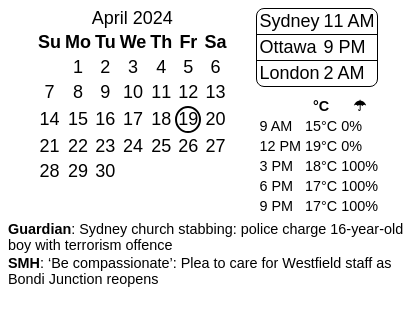 April 2024
Su Mo Tu We Th Fr Sa
1 2 3 4 5 6
7 8 9 10 11 12 13
14 15 16 17 18 19 20
21 22 23 24 25 26 27
28 29 30
Sydney 11 AM
Ottawa 9 PM
London 2 AM
°C ☂
9 AM 15°C 0%
12 PM 19°C 0%
3 PM 18°C 100%
6 PM 17°C 100%
9 PM 17°C 100%
Guardian: Sydney church stabbing: police charge 16-year-old
boy with terrorism offence
SMH: ‘Be compassionate’: Plea to care for Westfield staff as
Bondi Junction reopens